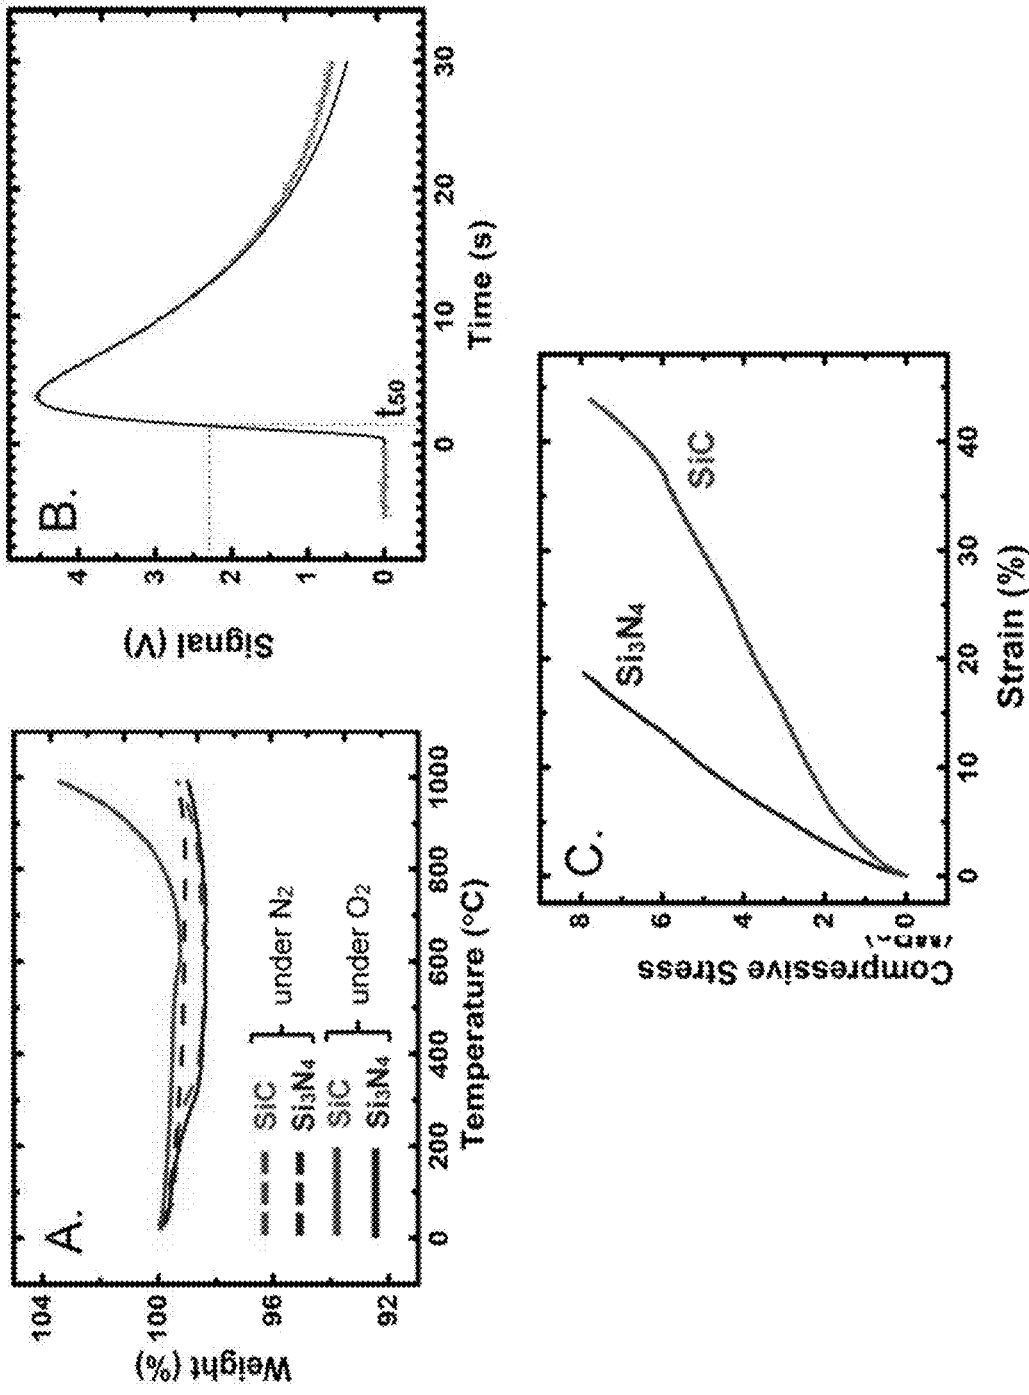 A.
Weight (%)
104
100
96
92
SiC
Si₃N₄
under N₂
SiC
Si₃N₄
under O₂
0 200 400 600 800 1000
Temperature (°C)
B.
Signal (V)
4
3
2
1
0
t₅₀
0 10 20 30
Time (s)
C.
Compressive Stress
8
6
4
2
0
Si₃N₄
SiC
0 10 20 30 40
Strain (%)